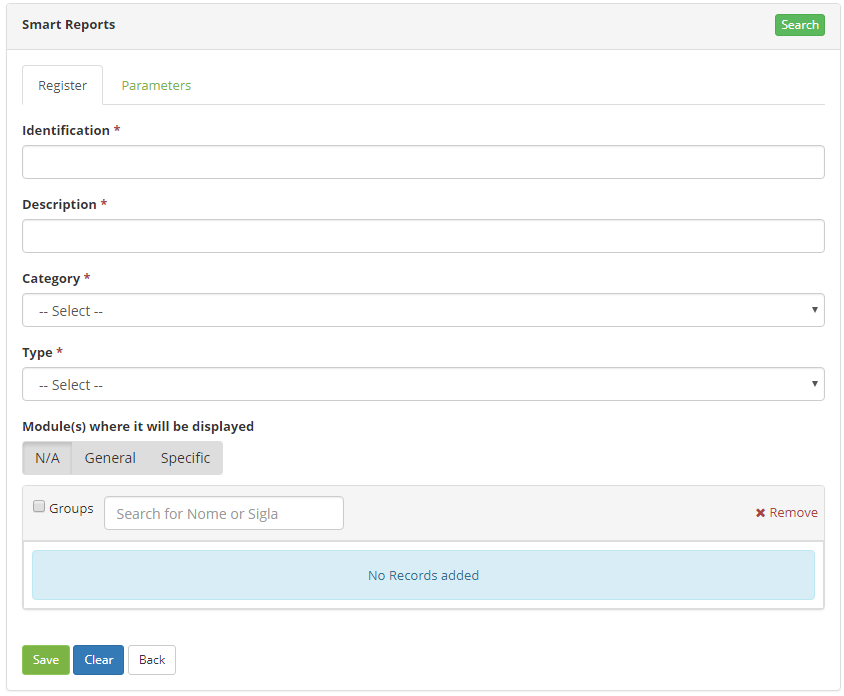 Smart Reports
Search
Register
Parameters
Identification *
Description *
Category *
-- Select --
Type *
-- Select --
Module(s) where it will be displayed
N/A General Specific
Groups Search for Nome or Sigla ✖ Remove
No Records added
Save Clear Back